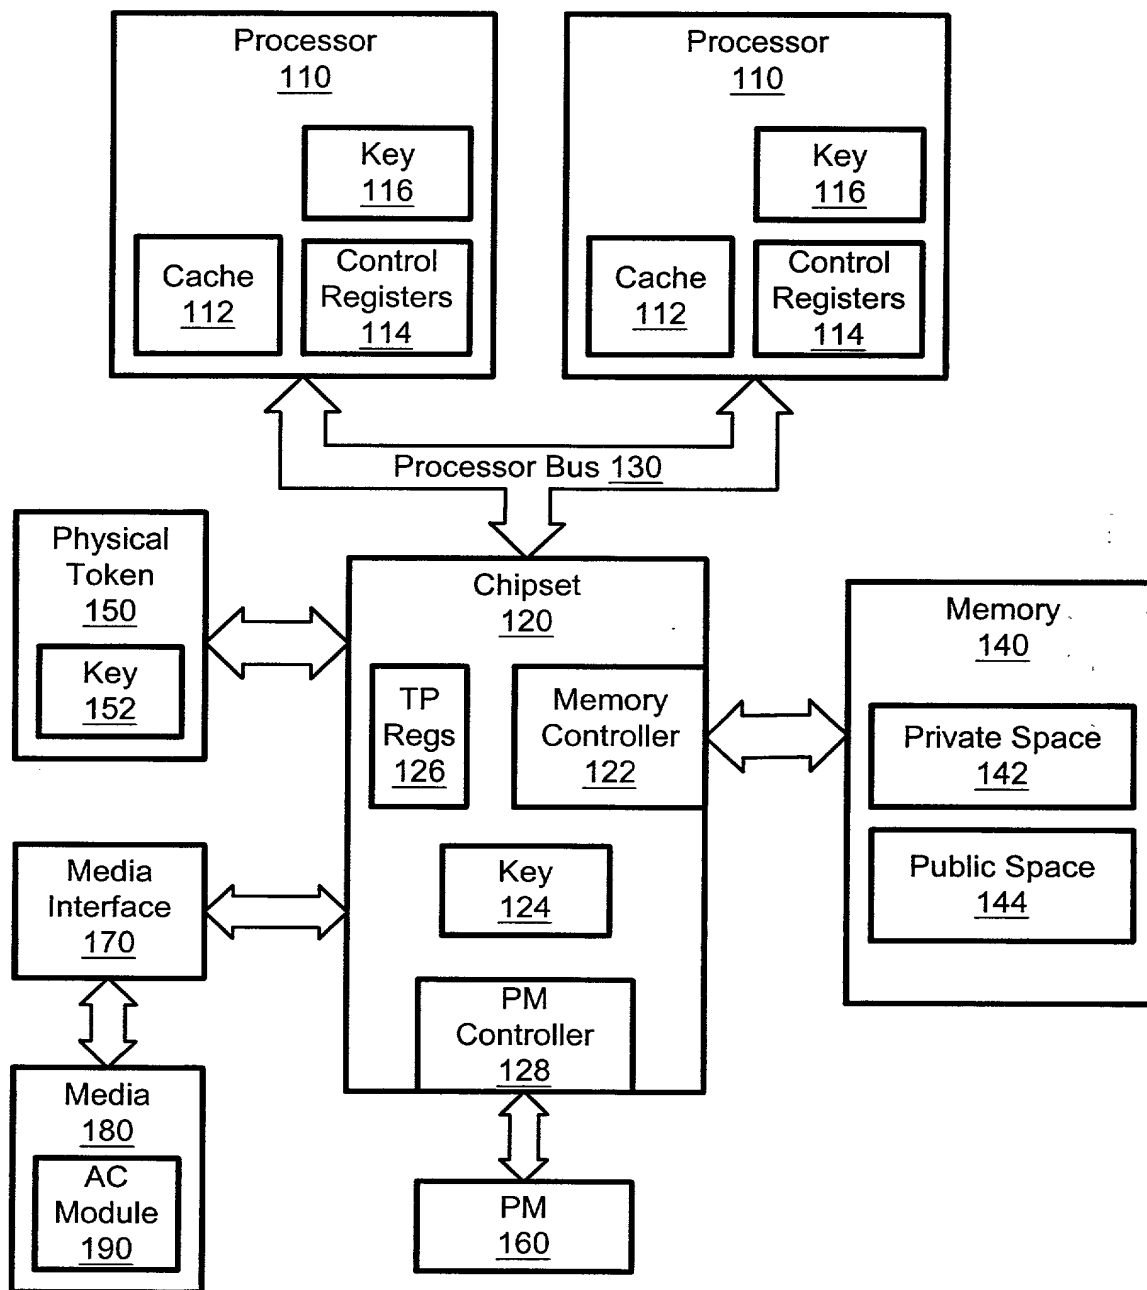 Processor
110
Key
116
Cache
112
Control
Registers
114
Processor
110
Key
116
Cache
112
Control
Registers
114
Processor Bus 130
Physical
Token
150
Key
152
Chipset
120
TP
Regs
126
Memory
Controller
122
Key
124
PM
Controller
128
Memory
140
Private Space
142
Public Space
144
Media
Interface
170
Media
180
AC
Module
190
PM
160